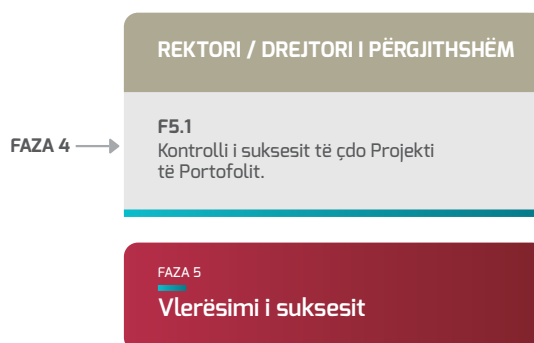 REKTORI / DREJTORI I PËRGJITHSHËM
FAZA 4
F5.1
Kontrolli i suksesit të çdo Projekti
të Portofolit.
FAZA 5
Vlerësimi i suksesit